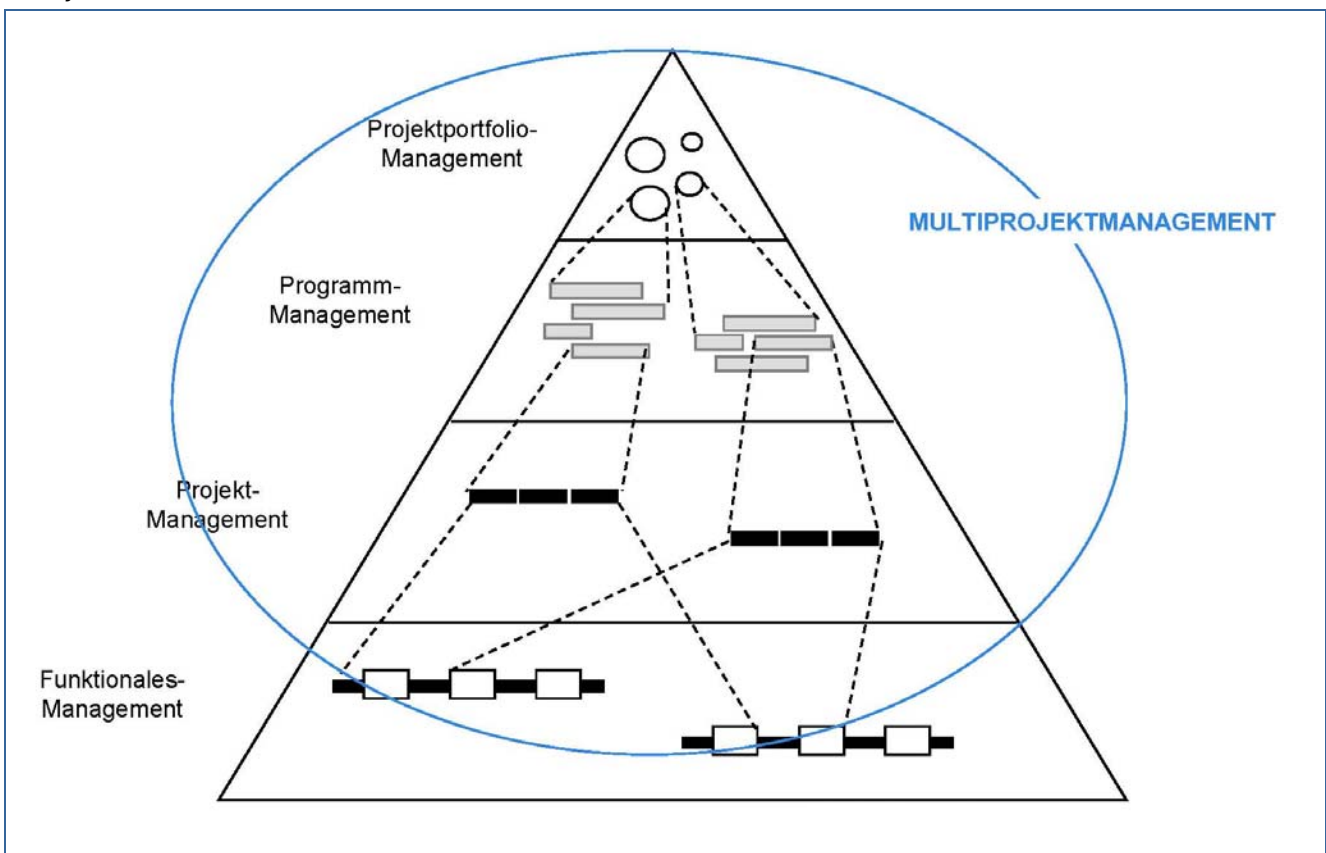 Projektportfolio-
Management
MULTIPROJEKTMANAGEMENT
Programm-
Management
Projekt-
Management
Funktionales-
Management